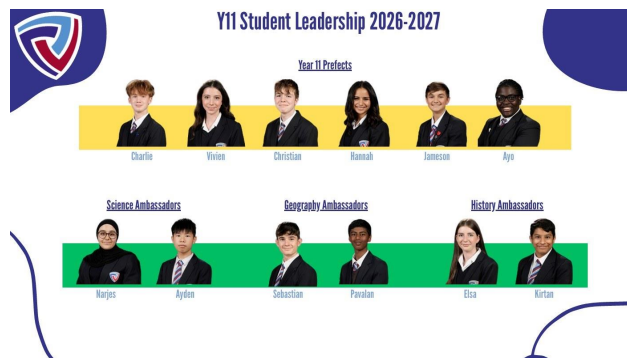 Y11 Student Leadership 2026-2027
Year 11 Prefects
Charlie Vivien Christian Hannah Jameson Ayo
Science Ambassadors Geography Ambassadors History Ambassadors
Narjes Ayden Sebastian Pavalan Elsa Kirtan